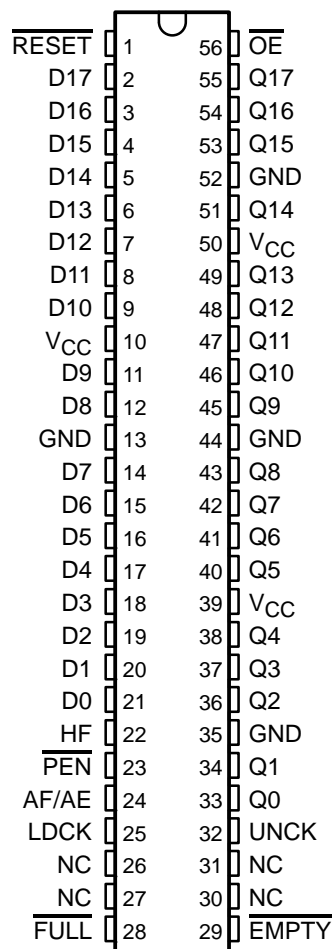 R̅E̅S̅E̅T̅ 1 56 O̅E̅
D17 2 55 Q17
D16 3 54 Q16
D15 4 53 Q15
D14 5 52 GND
D13 6 51 Q14
D12 7 50 VCC
D11 8 49 Q13
D10 9 48 Q12
VCC 10 47 Q11
D9 11 46 Q10
D8 12 45 Q9
GND 13 44 GND
D7 14 43 Q8
D6 15 42 Q7
D5 16 41 Q6
D4 17 40 Q5
D3 18 39 VCC
D2 19 38 Q4
D1 20 37 Q3
D0 21 36 Q2
HF 22 35 GND
P̅E̅N̅ 23 34 Q1
AF/AE 24 33 Q0
LDCK 25 32 UNCK
NC 26 31 NC
NC 27 30 NC
F̅U̅L̅L̅ 28 29 E̅M̅P̅T̅Y̅